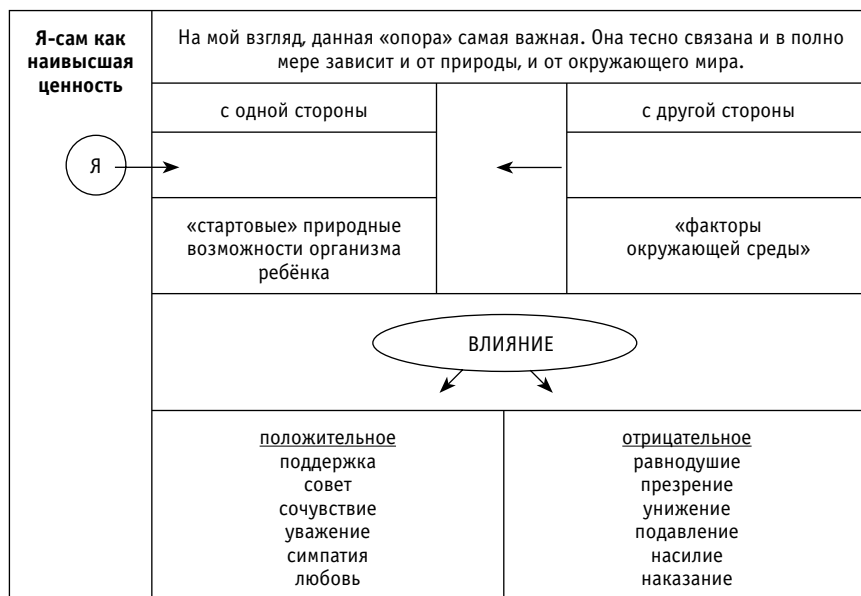 Я-сам как
наивысшая
ценность
На мой взгляд, данная «опора» самая важная. Она тесно связана и в полно
мере зависит и от природы, и от окружающего мира.
с одной стороны
с другой стороны
Я
«стартовые» природные
возможности организма
ребёнка
«факторы
окружающей среды»
ВЛИЯНИЕ
положительное
поддержка
совет
сочувствие
уважение
симпатия
любовь
отрицательное
равнодушие
презрение
унижение
подавление
насилие
наказание